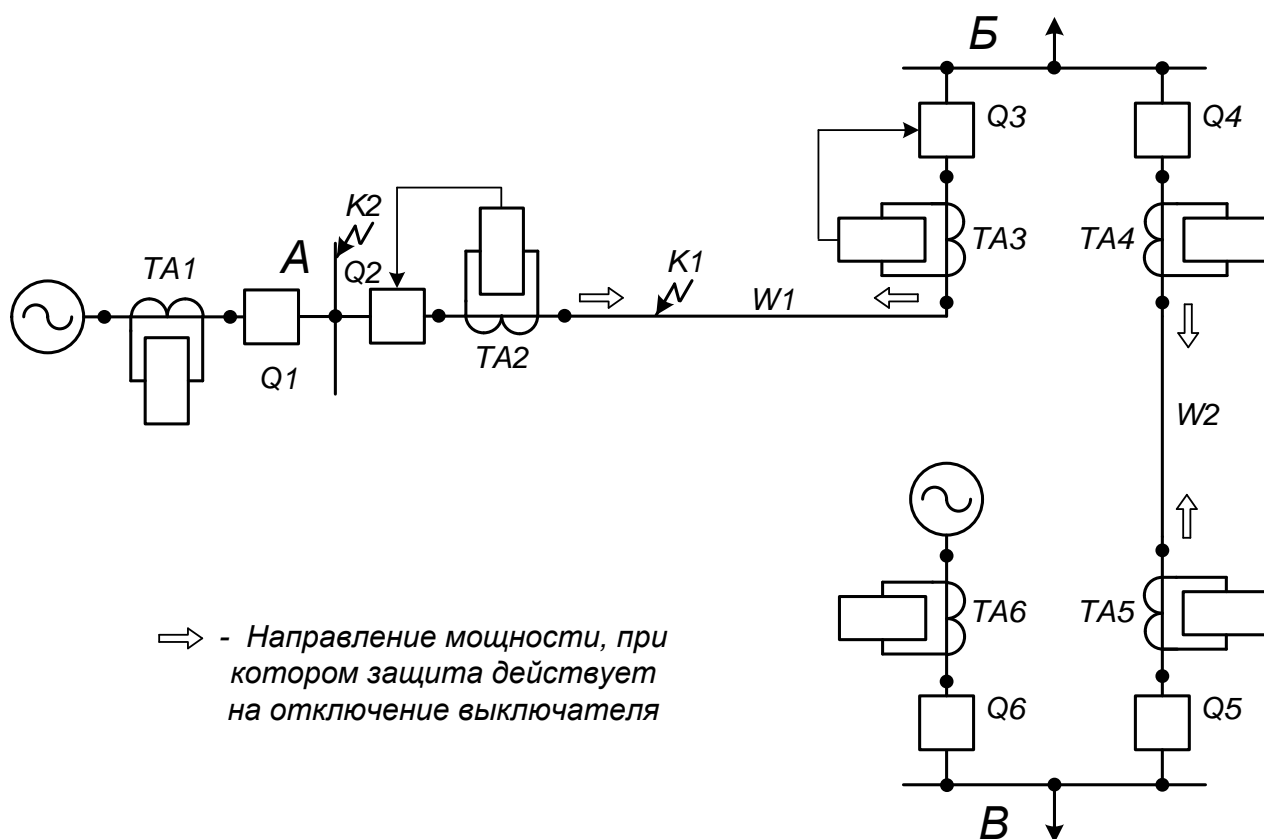 Б
Q3
Q4
K2
А
Q2
TA1
K1
TA3
TA4
W1
Q1
TA2
W2
TA6
TA5
- Направление мощности, при
котором защита действует
на отключение выключателя
Q6
Q5
В